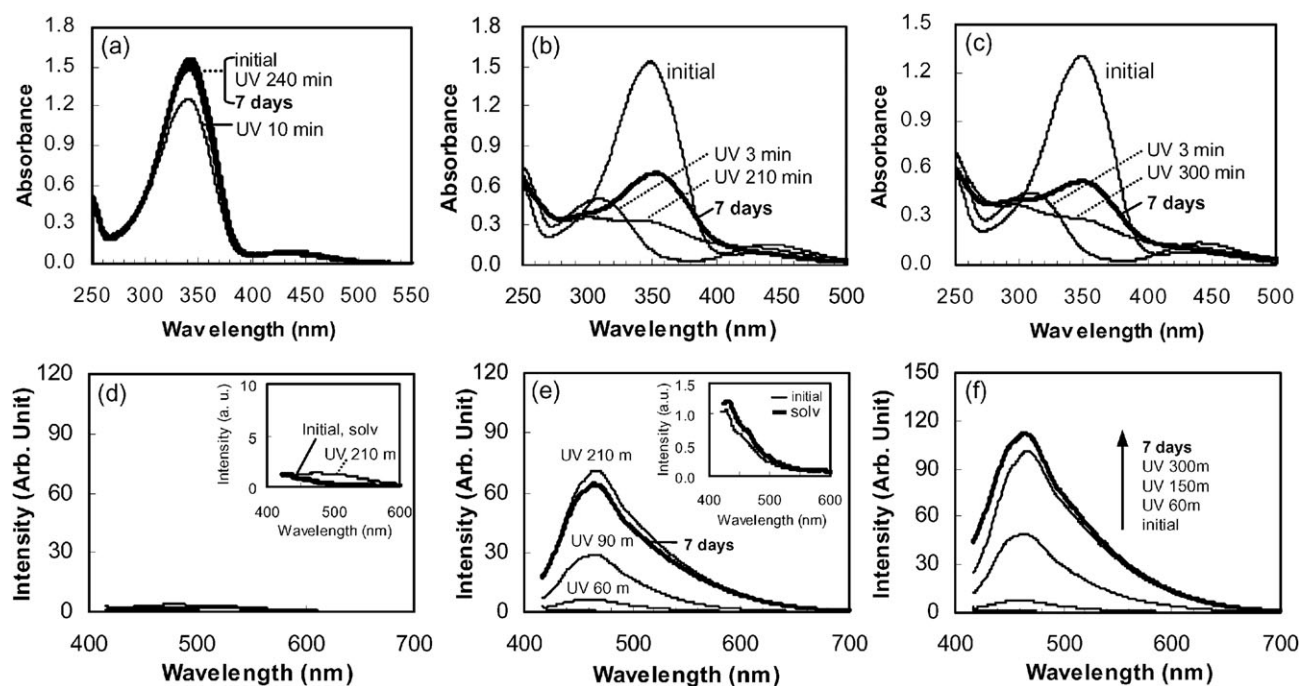 (a)
1.8
1.5
1.2
0.9
0.6
0.3
0.0
Absorbance
initial
UV 240 min
7 days
UV 10 min
250 300 350 400 450 500 550
Wavelength (nm)
(b)
1.8
1.5
1.2
0.9
0.6
0.3
0.0
Absorbance
initial
UV 3 min
UV 210 min
7 days
250 300 350 400 450 500
Wavelength (nm)
(c)
1.5
1.2
0.9
0.6
0.3
0.0
Absorbance
initial
UV 3 min
UV 300 min
7 days
250 300 350 400 450 500
Wavelength (nm)
(d)
120
90
60
30
0
Intensity (Arb. Unit)
10
5
0
Intensity (a. u.)
Initial, solv
UV 210 m
400 500 600
Wavelength (nm)
400 500 600 700
Wavelength (nm)
(e)
120
90
60
30
0
Intensity (Arb. Unit)
UV 210 m
7 days
UV 90 m
UV 60 m
1.5
1.0
0.5
0.0
Intensity (a.u.)
initial
solv
400 500 600
Wavelength (nm)
400 500 600 700
Wavelength (nm)
(f)
150
120
90
60
30
0
Intensity (Arb. Unit)
7 days
UV 300m
UV 150m
UV 60m
initial
400 500 600 700
Wavelength (nm)